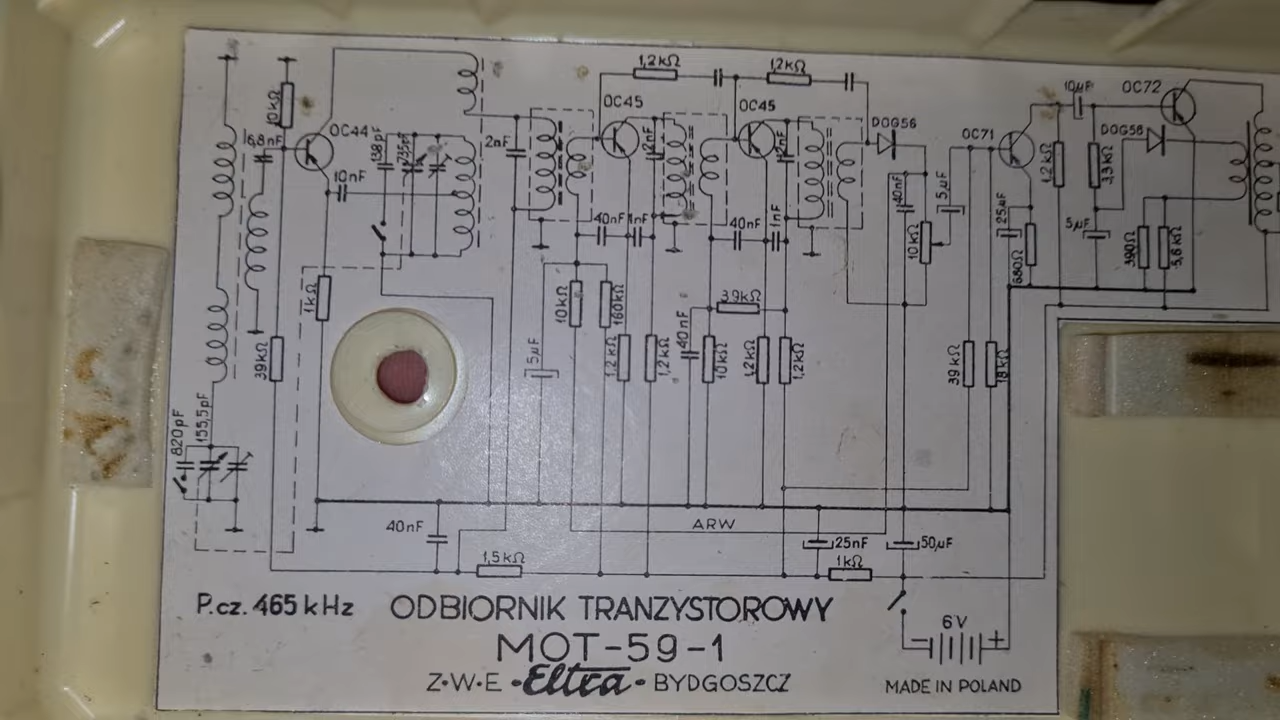 1,2kΩ
1,2kΩ
OC45
OC45
OC72
10µF
10kΩ
OC44
6,8nF
138pF
2nF
2nF
2nF
DOG56
OC71
DOG56
1,2kΩ
3,3kΩ
10nF
40nF
5µF
25µF
5µF
40nF
1nF
40nF
1nF
10kΩ
680Ω
390Ω
5,6kΩ
1kΩ
10kΩ
160kΩ
39kΩ
5µF
1,2kΩ
1,2kΩ
40nF
3,9kΩ
10kΩ
1,2kΩ
1,2kΩ
39kΩ
18kΩ
820pF
155,5pF
40nF
ARW
25nF
50µF
1,5kΩ
1kΩ
P.cz. 465 kHz
ODBIORNIK TRANZYSTOROWY
MOT-59-1
Z·W·E ·Eltra· BYDGOSZCZ
− 6V +
MADE IN POLAND